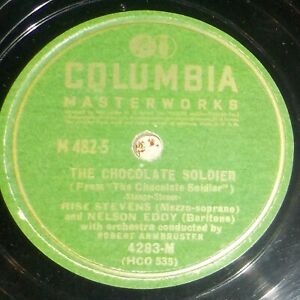 COLUMBIA
MASTERWORKS
M 482-5
THE CHOCOLATE SOLDIER
(From "The Chocolate Soldier")
-Stange-Straus-
RISË STEVENS (Mezzo-soprano)
and NELSON EDDY (Baritone)
with orchestra conducted by
ROBERT ARMBRUSTER
4283-M
(HCO 535)